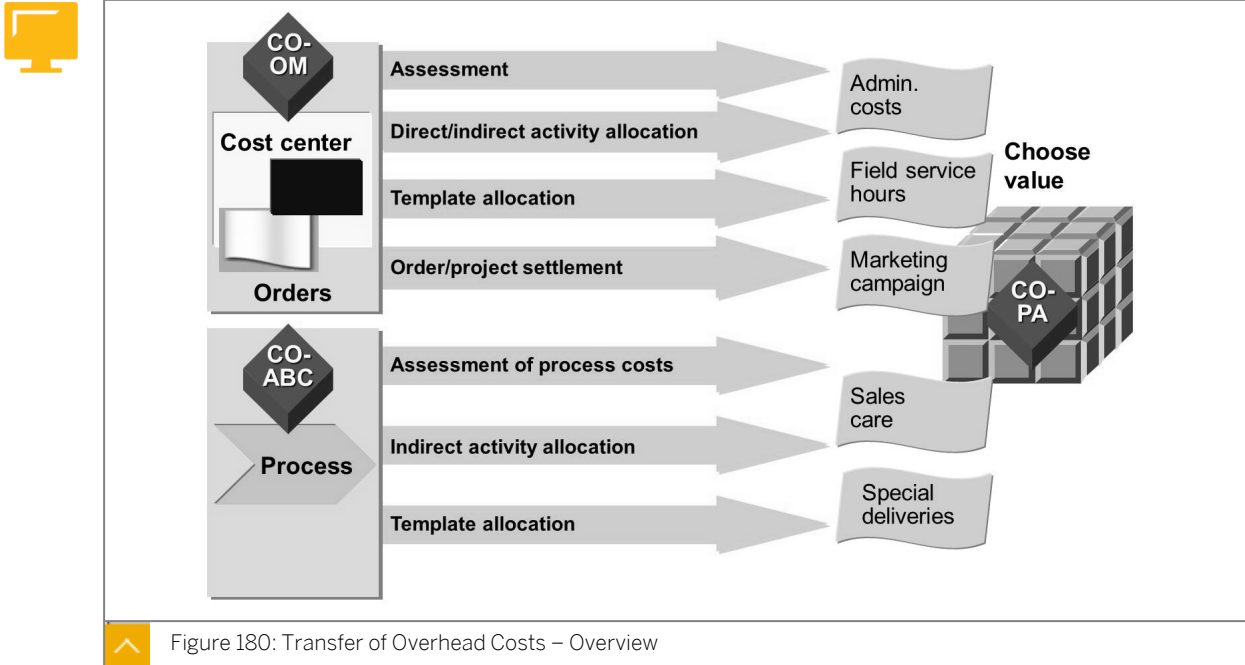 CO-
OM
Cost center
Orders
Assessment
Direct/indirect activity allocation
Template allocation
Order/project settlement
Admin.
costs
Field service
hours
Marketing
campaign
Choose
value
CO-
PA
CO-
ABC
Process
Assessment of process costs
Indirect activity allocation
Template allocation
Sales
care
Special
deliveries
Figure 180: Transfer of Overhead Costs – Overview